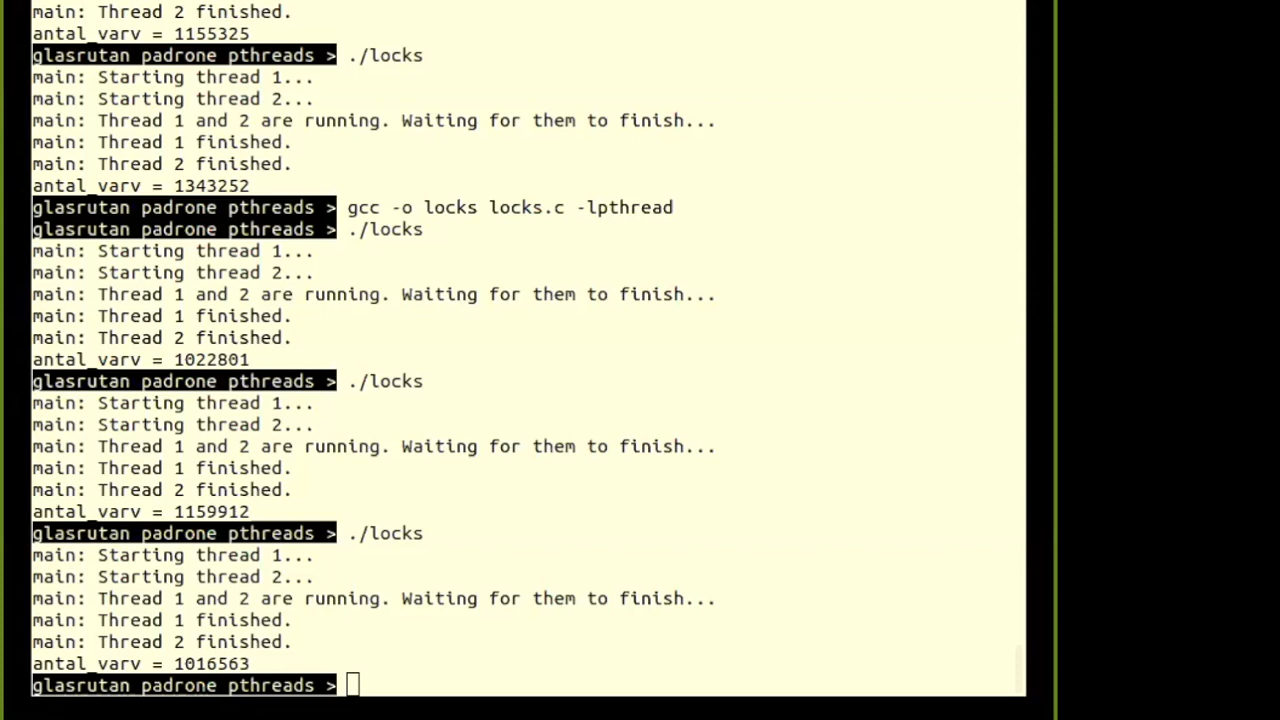 main: Thread 2 finished.
antal_varv = 1155325
glasrutan padrone pthreads > ./locks
main: Starting thread 1...
main: Starting thread 2...
main: Thread 1 and 2 are running. Waiting for them to finish...
main: Thread 1 finished.
main: Thread 2 finished.
antal_varv = 1343252
glasrutan padrone pthreads > gcc -o locks locks.c -lpthread
glasrutan padrone pthreads > ./locks
main: Starting thread 1...
main: Starting thread 2...
main: Thread 1 and 2 are running. Waiting for them to finish...
main: Thread 1 finished.
main: Thread 2 finished.
antal_varv = 1022801
glasrutan padrone pthreads > ./locks
main: Starting thread 1...
main: Starting thread 2...
main: Thread 1 and 2 are running. Waiting for them to finish...
main: Thread 1 finished.
main: Thread 2 finished.
antal_varv = 1159912
glasrutan padrone pthreads > ./locks
main: Starting thread 1...
main: Starting thread 2...
main: Thread 1 and 2 are running. Waiting for them to finish...
main: Thread 1 finished.
main: Thread 2 finished.
antal_varv = 1016563
glasrutan padrone pthreads >